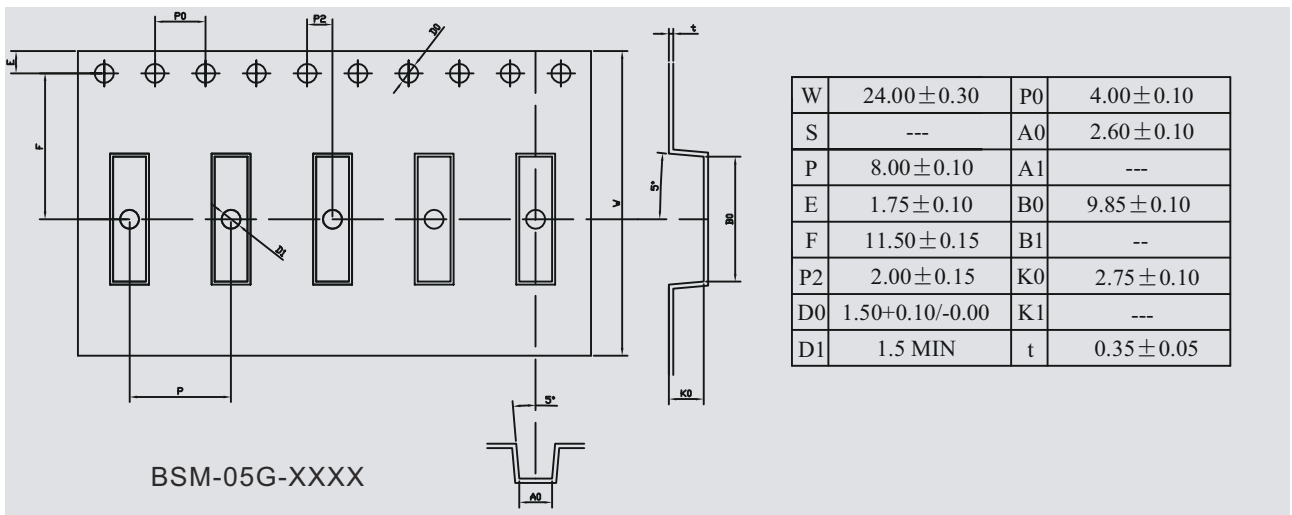 P0
P2
D0
t
E
F
W
5°
B0
D1
P
K0
5°
A0
BSM-05G-XXXX
W 24.00±0.30 P0 4.00±0.10
S --- A0 2.60±0.10
P 8.00±0.10 A1 ---
E 1.75±0.10 B0 9.85±0.10
F 11.50±0.15 B1 --
P2 2.00±0.15 K0 2.75±0.10
D0 1.50+0.10/-0.00 K1 ---
D1 1.5 MIN t 0.35±0.05